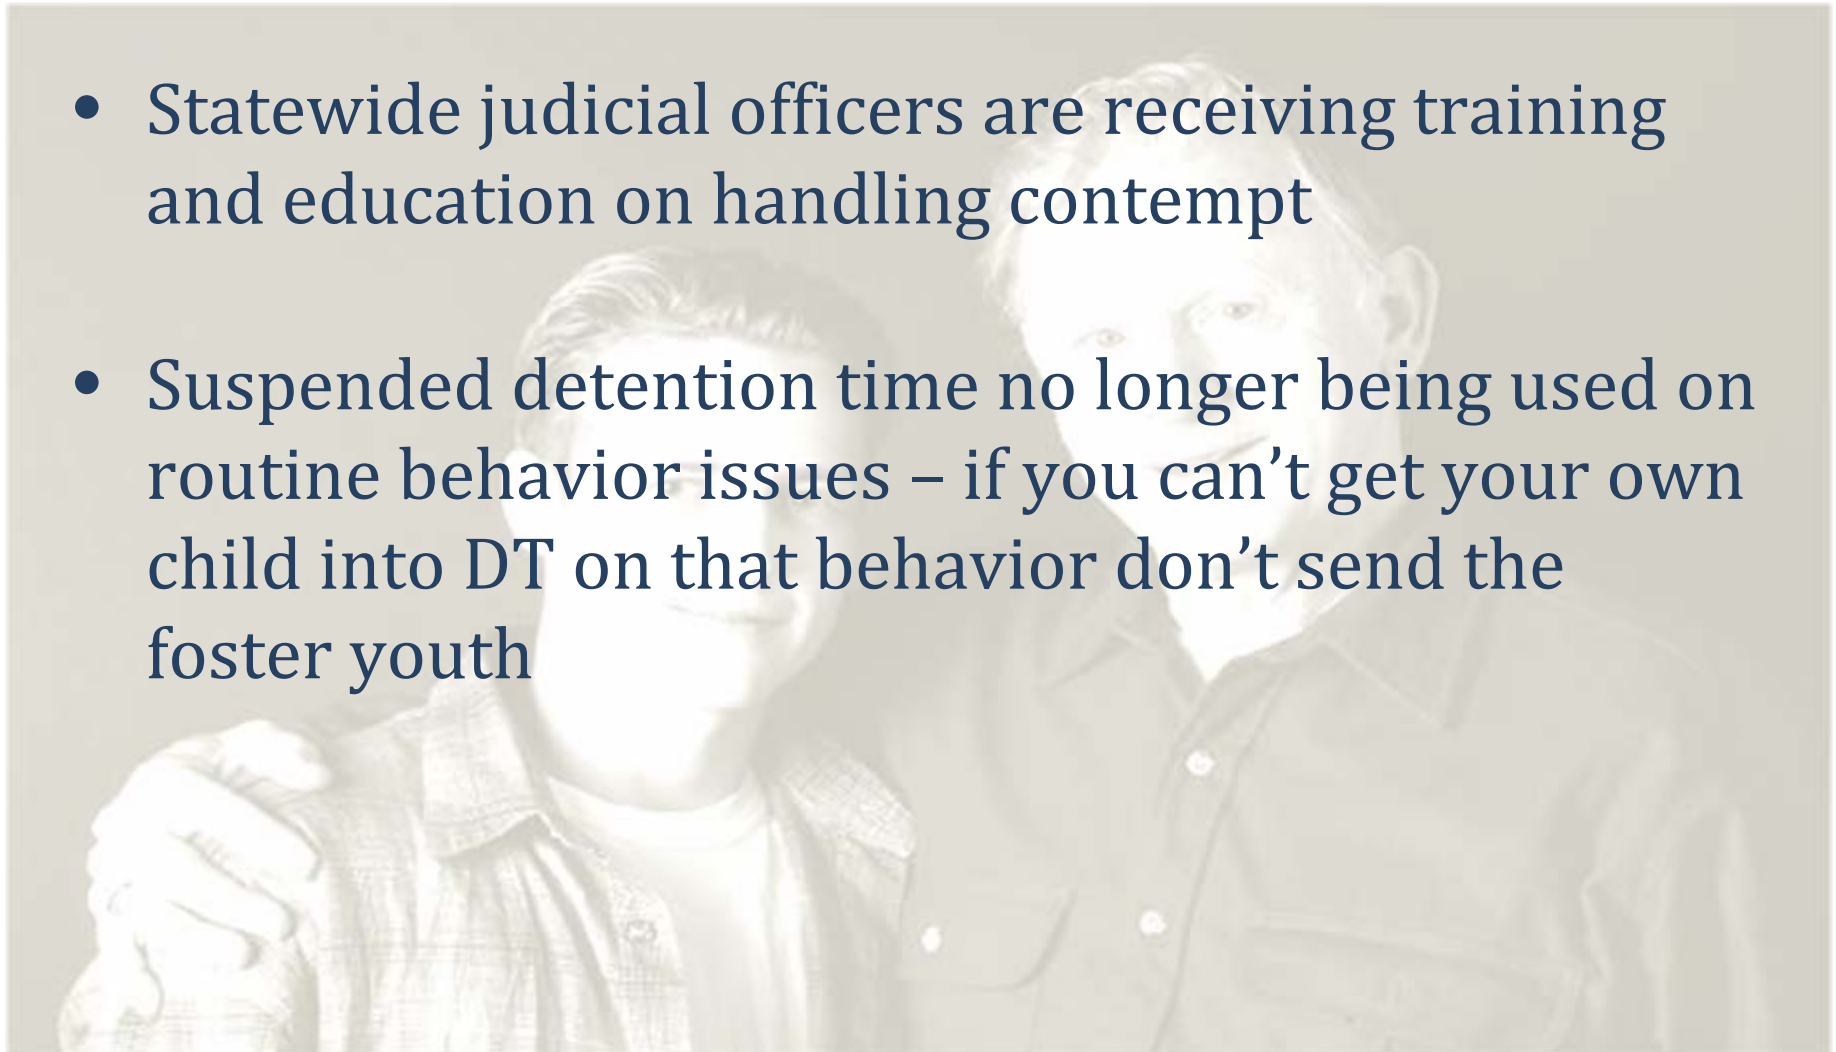 • Statewide judicial officers are receiving training
and education on handling contempt
• Suspended detention time no longer being used on
routine behavior issues – if you can’t get your own
child into DT on that behavior don’t send the
foster youth